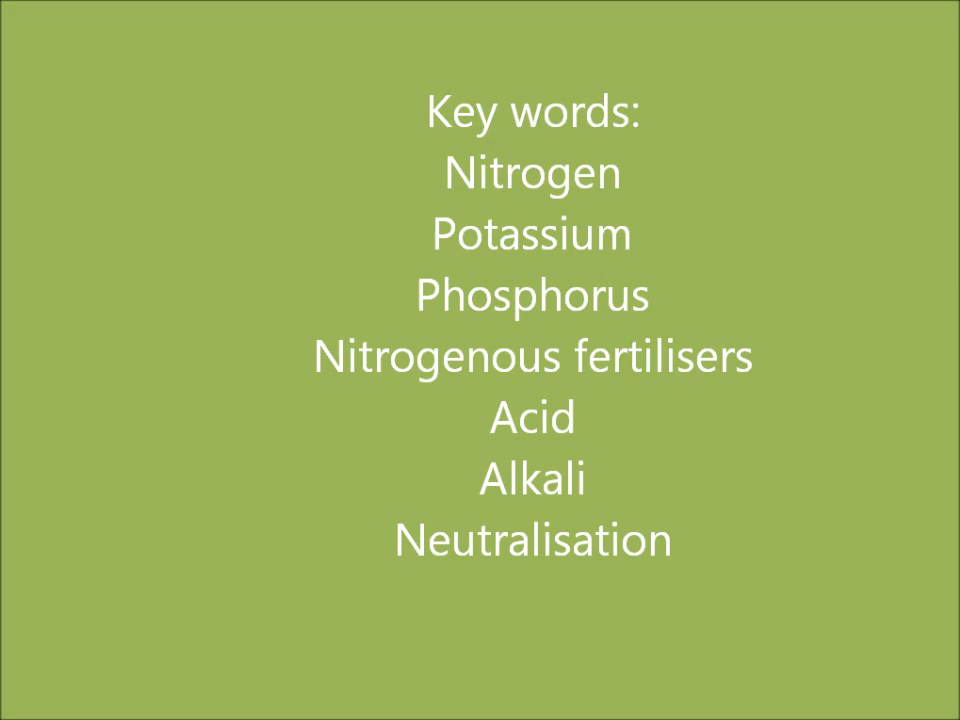 Key words:
Nitrogen
Potassium
Phosphorus
Nitrogenous fertilisers
Acid
Alkali
Neutralisation